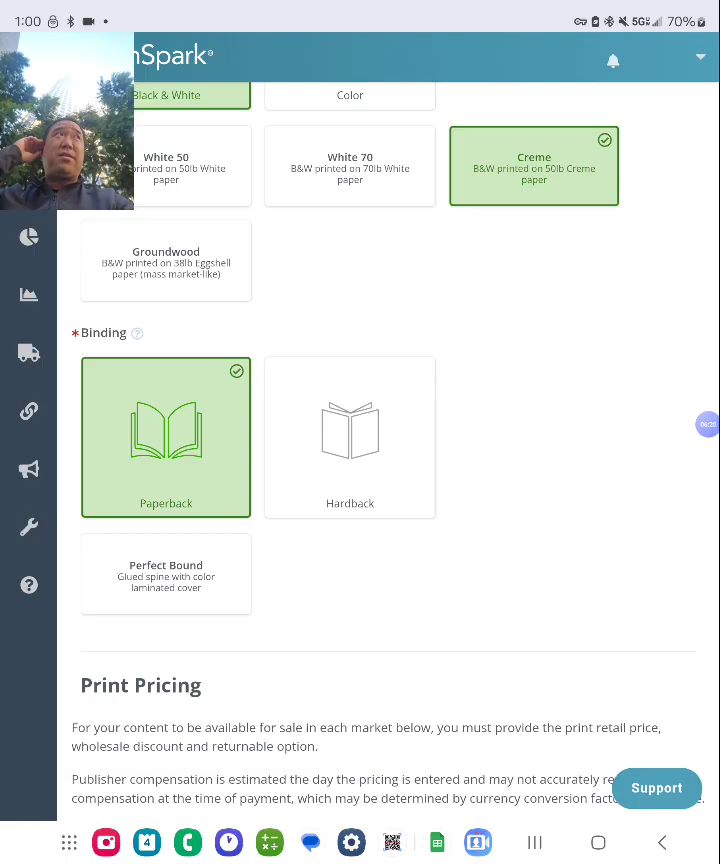 1:00
5G
70%
nSpark
Black & White
Color
White 50
printed on 50lb White
paper
White 70
B&W printed on 70lb White
paper
Creme
B&W printed on 50lb Creme
paper
Groundwood
B&W printed on 38lb Eggshell
paper (mass market-like)
*Binding ?
06:20
Paperback
Hardback
Perfect Bound
Glued spine with color
laminated cover
Print Pricing
For your content to be available for sale in each market below, you must provide the print retail price,
wholesale discount and returnable option.
Publisher compensation is estimated the day the pricing is entered and may not accurately re
compensation at the time of payment, which may be determined by currency conversion fact
Support
4